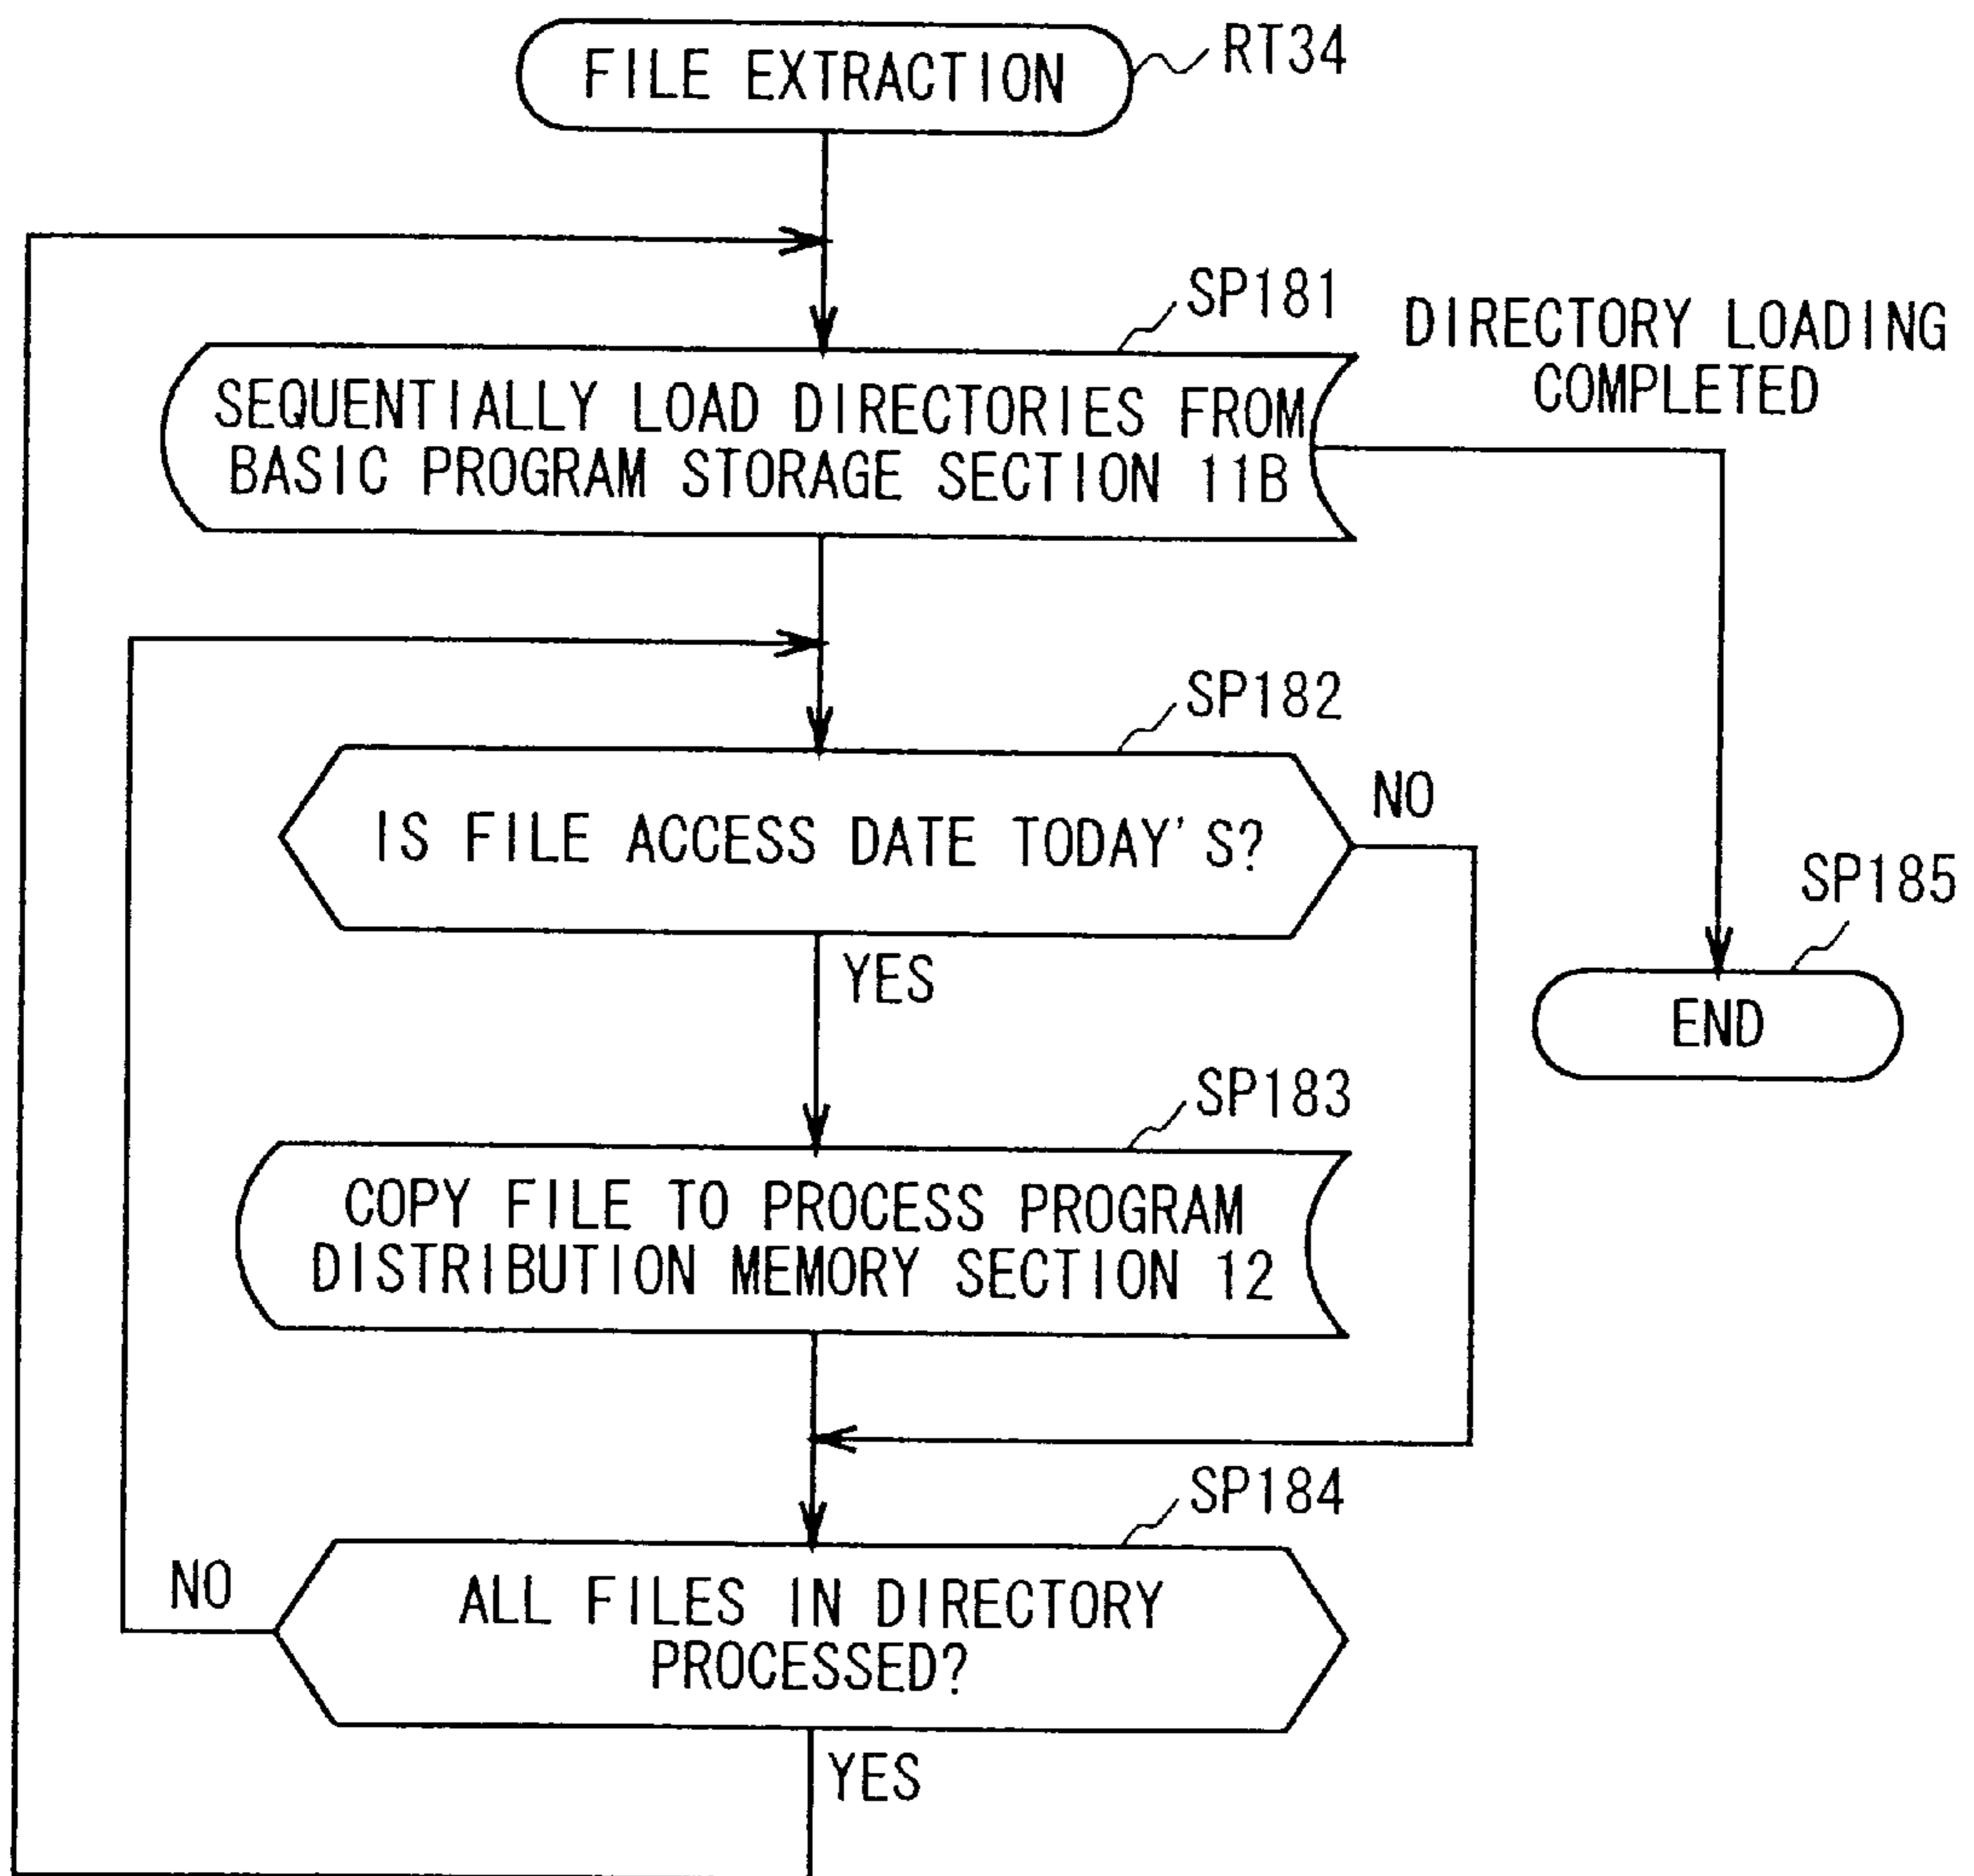 FILE EXTRACTION
RT34
SP181
DIRECTORY LOADING
COMPLETED
SEQUENTIALLY LOAD DIRECTORIES FROM
BASIC PROGRAM STORAGE SECTION 11B
SP182
IS FILE ACCESS DATE TODAY'S?
NO
YES
SP185
END
SP183
COPY FILE TO PROCESS PROGRAM
DISTRIBUTION MEMORY SECTION 12
SP184
NO
ALL FILES IN DIRECTORY
PROCESSED?
YES